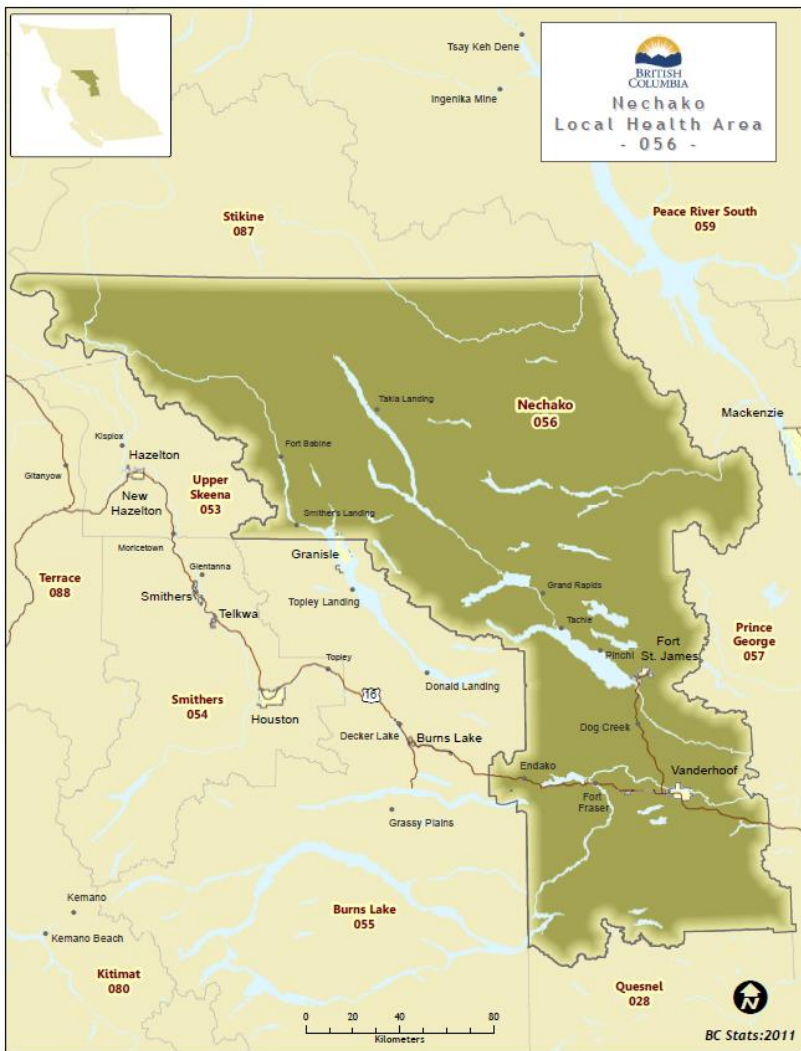 Tsay Keh Dene
BRITISH
COLUMBIA
Ingenika Mine
Nechako
Local Health Area
- 056 -
Stikine
087
Peace River South
059
Takla Landing
Nechako
056
Mackenzie
Kispiox
Hazelton
Fort Babine
Gitanyow
Upper
Skeena
053
New
Hazelton
Smither's Landing
Moricetown
Granisle
Glentanna
Terrace
088
Smithers
Topley Landing
Grand Rapids
Telkwa
Tachie
Prince
George
057
Fort
St. James
Pinchi
Topley
Donald Landing
Smithers
054
16
Houston
Dog Creek
Decker Lake
Burns Lake
Endako
Vanderhoof
Fort
Fraser
Grassy Plains
Kemano
Burns Lake
055
Kemano Beach
Kitimat
080
Quesnel
028
N
0 20 40 80
Kilometers
BC Stats:2011